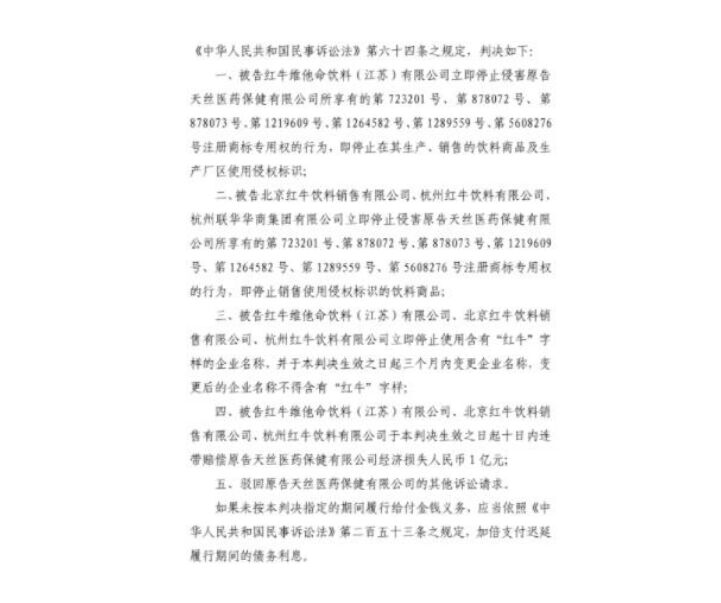 《中华人民共和国民事诉讼法》第六十四条之规定，判决如下：
一、被告红牛维他命饮料（江苏）有限公司立即停止侵害原告
天丝医药保健有限公司所享有的第 723201 号、第 878072 号、第
878073 号、第 1219609 号、第 1264582 号、第 1289559 号、第 5608276
号注册商标专用权的行为，即停止在其生产、销售的饮料商品及生
产厂区使用侵权标识；
二、被告北京红牛饮料销售有限公司、杭州红牛饮料有限公司、
杭州联华华商集团有限公司立即停止侵害原告天丝医药保健有限
公司所享有的第 723201 号、第 878072 号、第 878073 号、第 1219609
号、第 1264582 号、第 1289559 号、第 5608276 号注册商标专用权
的行为，即停止销售使用侵权标识的饮料商品；
三、被告红牛维他命饮料（江苏）有限公司、北京红牛饮料销
售有限公司、杭州红牛饮料有限公司立即停止使用含有“红牛”字
样的企业名称，并于本判决生效之日起三个月内变更企业名称，变
更后的企业名称不得含有“红牛”字样；
四、被告红牛维他命饮料（江苏）有限公司、北京红牛饮料销
售有限公司、杭州红牛饮料有限公司于本判决生效之日起十日内连
带赔偿原告天丝医药保健有限公司经济损失人民币 1 亿元；
五、驳回原告天丝医药保健有限公司的其他诉讼请求。
如果未按本判决指定的期间履行给付金钱义务，应当依照《中
华人民共和国民事诉讼法》第二百五十三条之规定，加倍支付迟延
履行期间的债务利息。